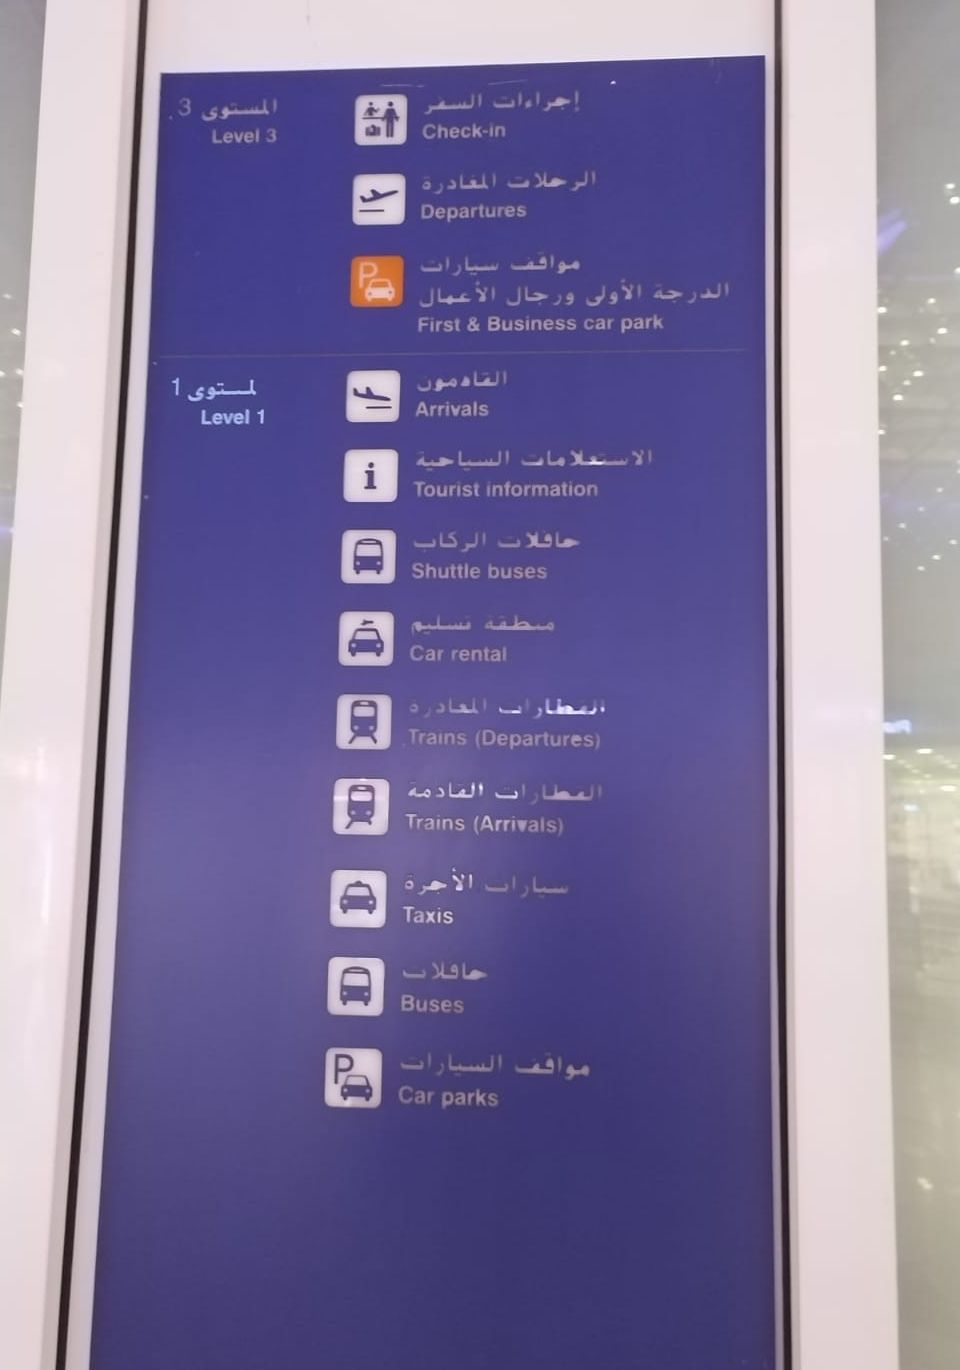 المستوى 3
Level 3
إجراءات السفر
Check-in
الرحلات المغادرة
Departures
P
مواقف سيارات
الدرجة الأولى ورجال الأعمال
First & Business car park
لمستوى 1
Level 1
القادمون
Arrivals
i
الاستعلامات السياحية
Tourist information
حافلات الركاب
Shuttle buses
منطقة تسليم
Car rental
القطارات المغادرة
Trains (Departures)
القطارات القادمة
Trains (Arrivals)
سيارات الأجرة
Taxis
حافلات
Buses
P
مواقف السيارات
Car parks